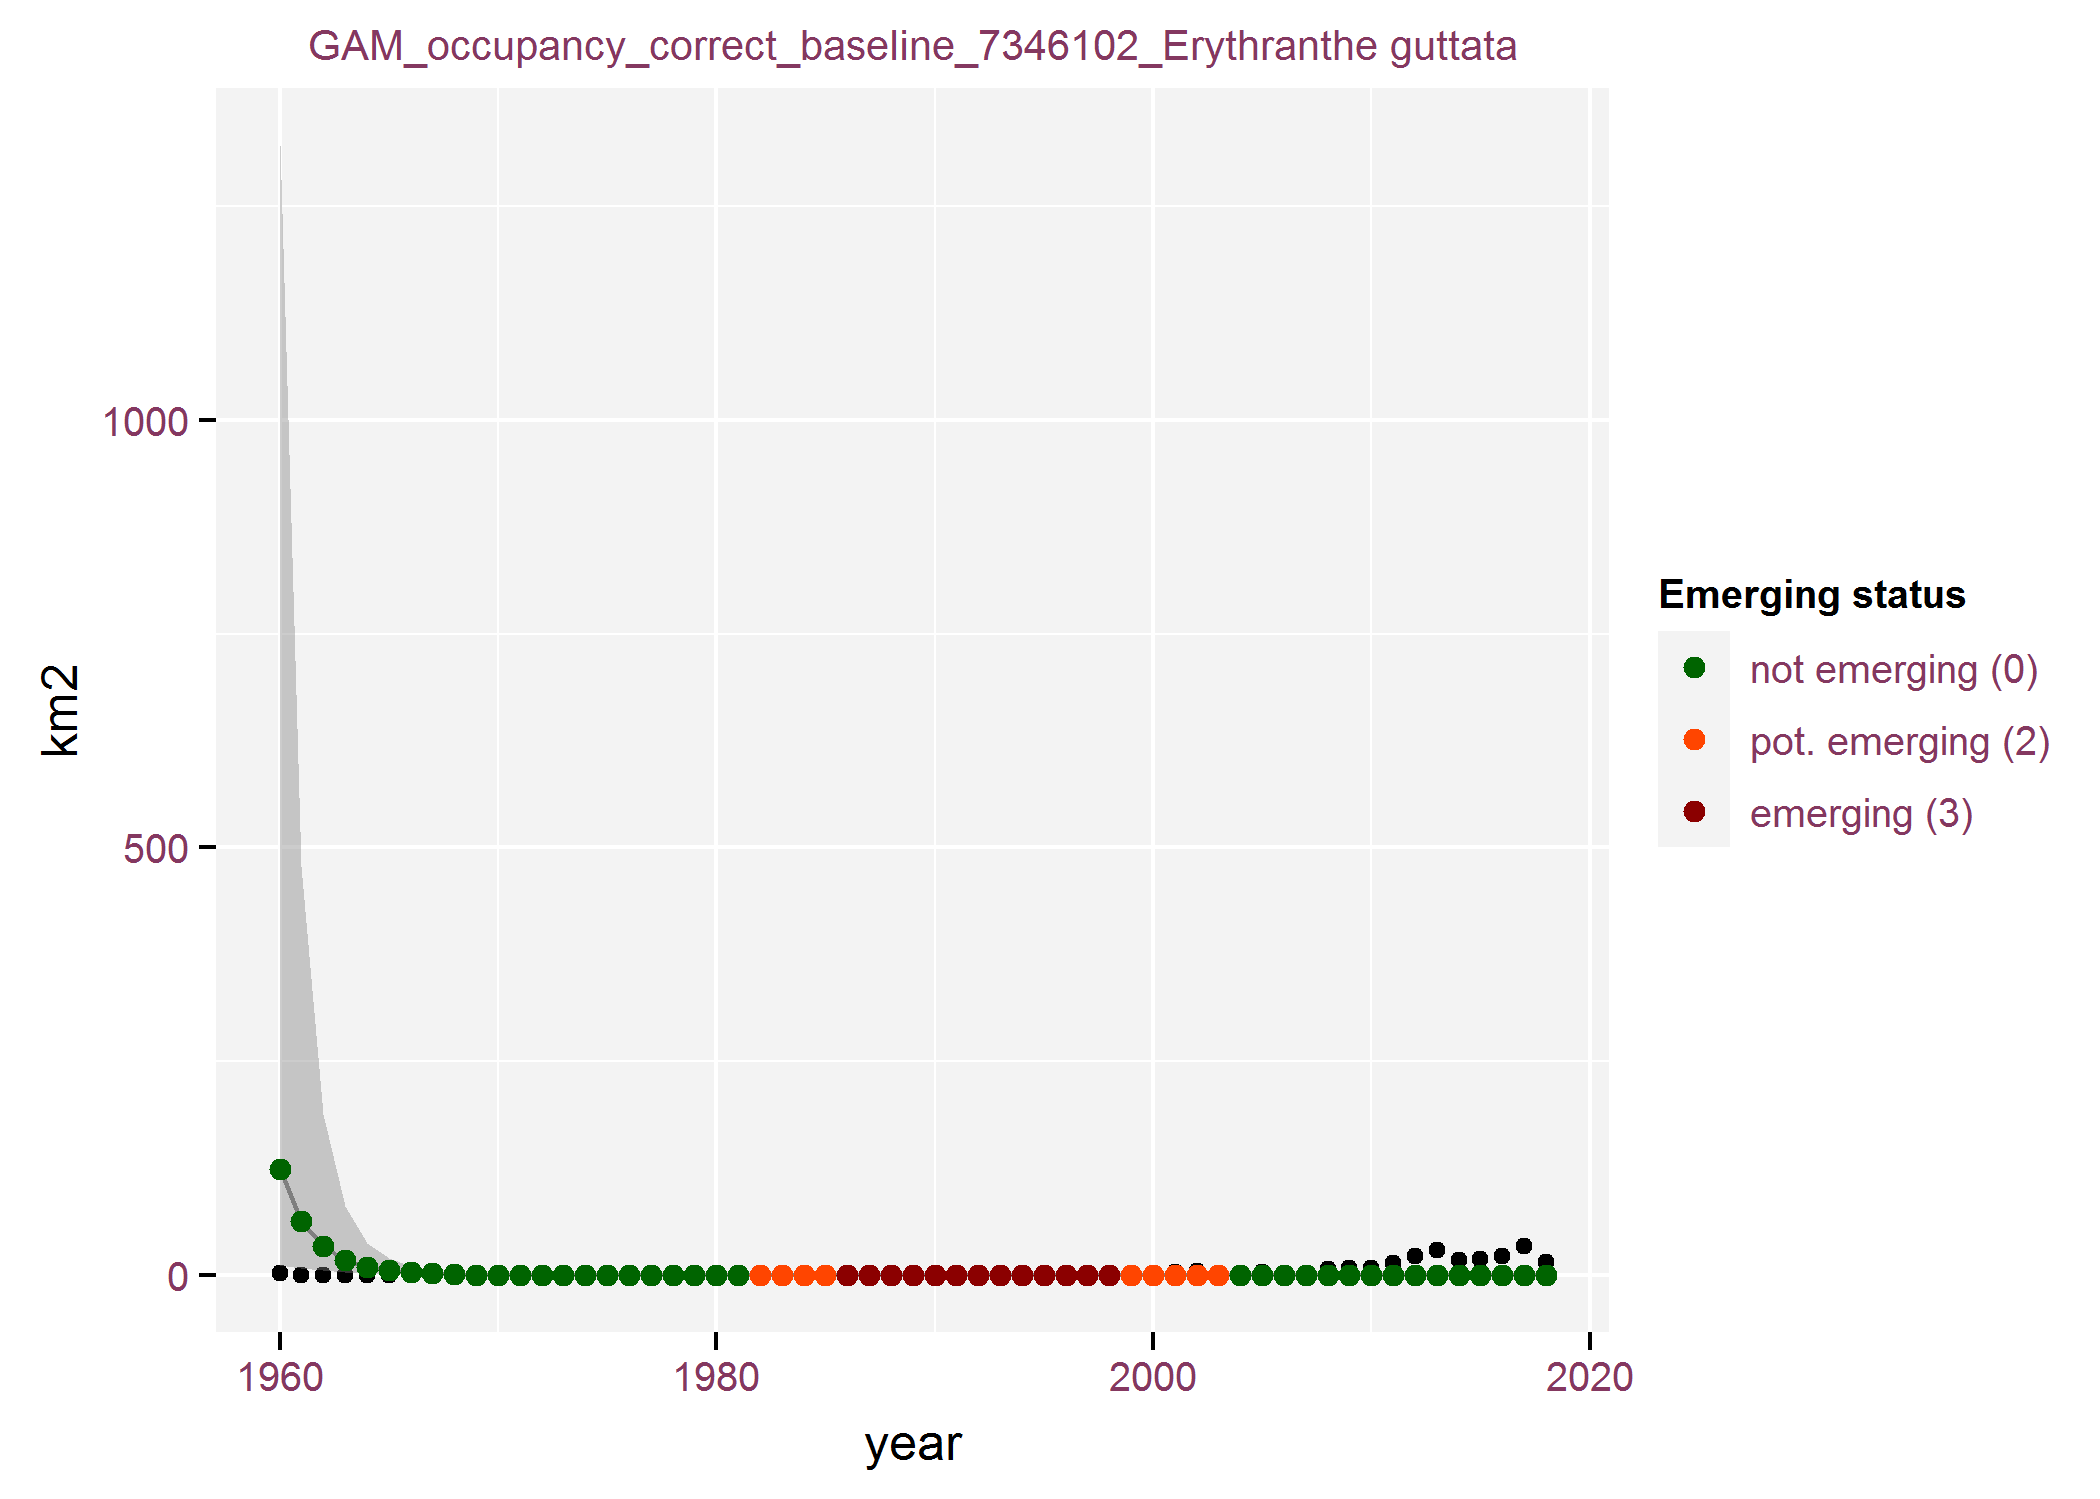 GAM_occupancy_correct_baseline_7346102_Erythranthe guttata
km2
1000
500
0
1960
1980
2000
2020
year
Emerging status
not emerging (0)
pot. emerging (2)
emerging (3)